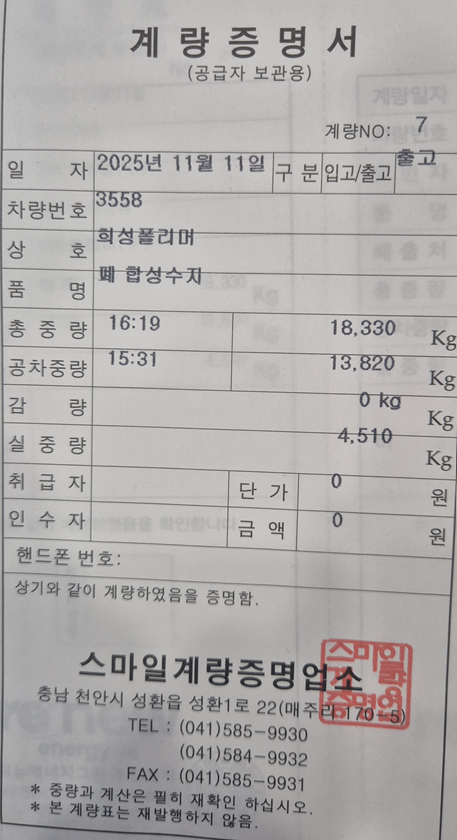 계량증명서
(공급자 보관용)
계량NO: 7
일 자 2025년 11월 11일 구 분 입고/출고 출고
차량번호 3558
상 호 희성폴리머
품 명 폐 합성수지
총 중 량 16:19 18,330 Kg
공차중량 15:31 13,820 Kg
감 량 0 kg Kg
실 중 량 4,510 Kg
취 급 자 단 가 0 원
인 수 자 금 액 0 원
핸드폰 번호:
상기와 같이 계량하였음을 증명함.
스마일계량증명업소
충남 천안시 성환읍 성환1로 22(매주리 170-5)
TEL : (041)585-9930
(041)584-9932
FAX : (041)585-9931
* 중량과 계산은 필히 재확인 하십시오.
* 본 계량표는 재발행하지 않음.